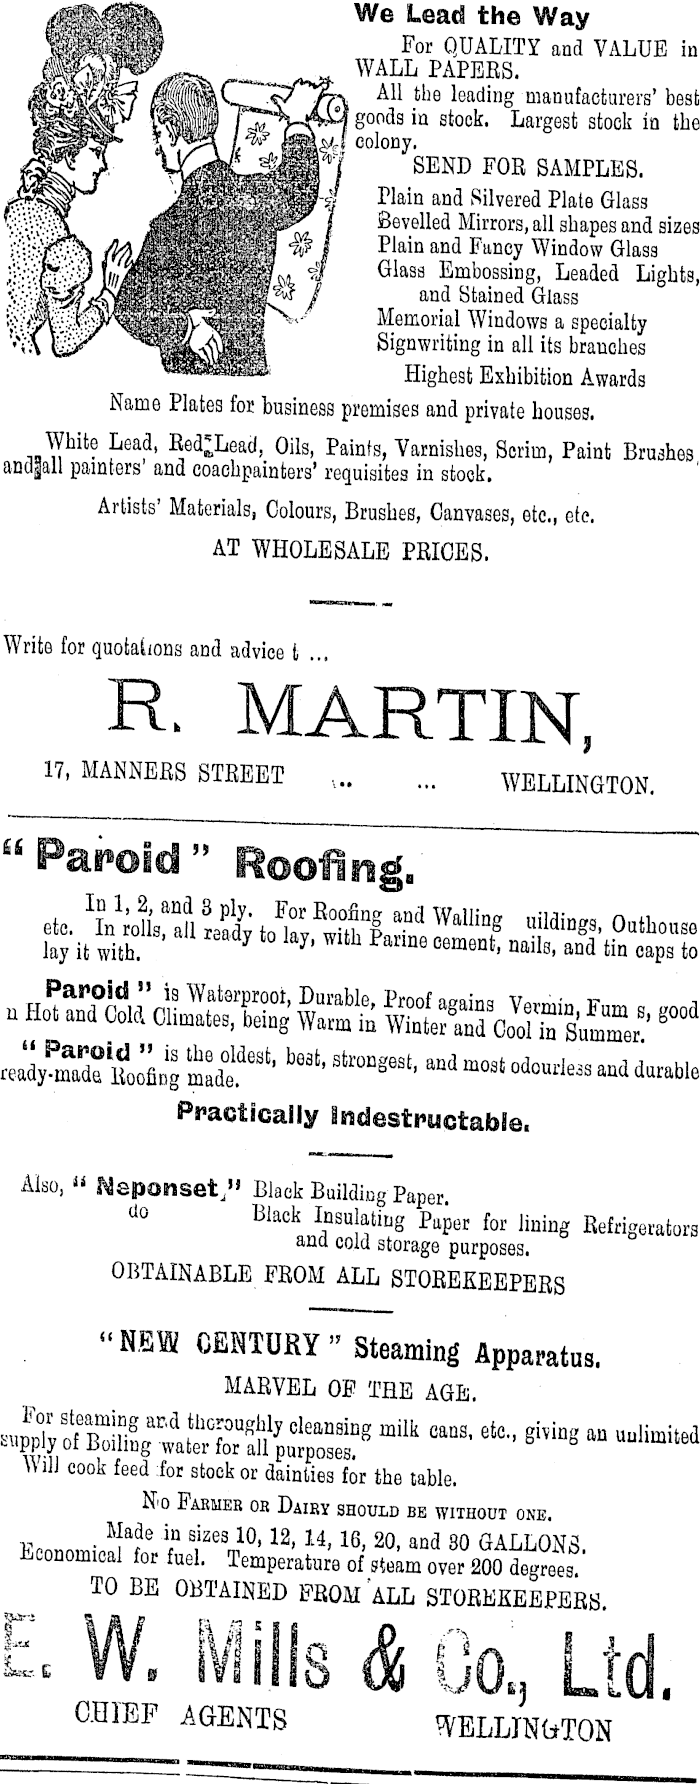 We Lead the Way
For QUALITY and VALUE in
WALL PAPERS.
All the leading manufacturers' best
goods in stock. Largest stock in the
colony.
SEND FOR SAMPLES.
Plain and Silvered Plate Glass
Bevelled Mirrors, all shapes and sizes
Plain and Fancy Window Glass
Glass Embossing, Leaded Lights,
and Stained Glass
Memorial Windows a specialty
Signwriting in all its branches
Highest Exhibition Awards
Name Plates for business premises and private houses.
White Lead, Red Lead, Oils, Paints, Varnishes, Scrim, Paint Brushes,
and all painters' and coachpainters' requisites in stock.
Artists' Materials, Colours, Brushes, Canvases, etc., etc.
AT WHOLESALE PRICES.
Write for quotations and advice t ...
R. MARTIN,
17, MANNERS STREET ... ... WELLINGTON.
"Paroid" Roofing.
In 1, 2, and 3 ply. For Roofing and Walling uildings, Outhouse
etc. In rolls, all ready to lay, with Parine cement, nails, and tin caps to
lay it with.
Paroid" is Waterproof, Durable, Proof agains Vermin, Fum s, good
n Hot and Cold Climates, being Warm in Winter and Cool in Summer.
"Paroid" is the oldest, best, strongest, and most odourless and durable
ready-made Roofing made.
Practically Indestructable.
Also, "Neponset," Black Building Paper.
do Black Insulating Paper for lining Refrigerators
and cold storage purposes.
OBTAINABLE FROM ALL STOREKEEPERS
"NEW CENTURY" Steaming Apparatus.
MARVEL OF THE AGE.
For steaming and thoroughly cleansing milk cans, etc., giving an unlimited
supply of Boiling water for all purposes.
Will cook feed for stock or dainties for the table.
NO FARMER OR DAIRY SHOULD BE WITHOUT ONE.
Made in sizes 10, 12, 14, 16, 20, and 30 GALLONS.
Economical for fuel. Temperature of steam over 200 degrees.
TO BE OBTAINED FROM ALL STOREKEEPERS.
E. W. Mills & Co., Ltd.
CHIEF AGENTS WELLINGTON